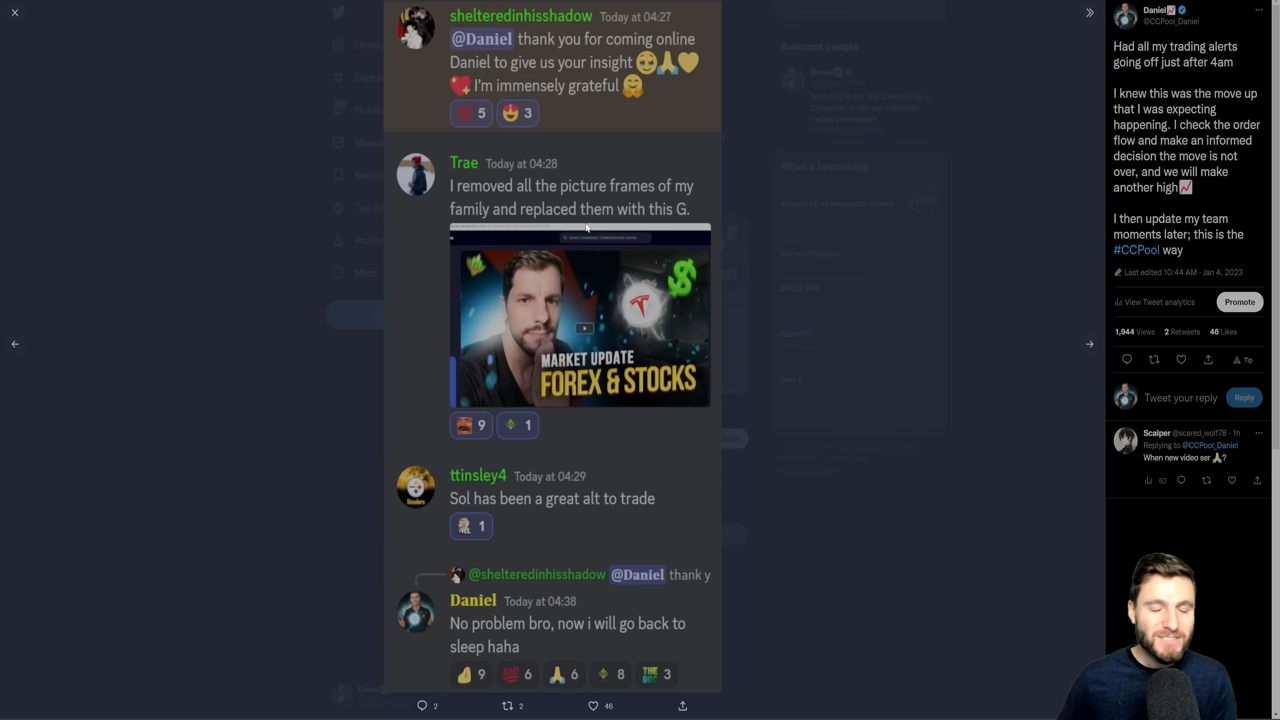 sheltered​inhisshadow Today at 04:27
@Daniel thank you for coming online
Daniel to give us your insight 🥹🙏💛
💖 I'm immensely grateful 🤗
💯 5 😍 3
Trae Today at 04:28
I removed all the picture frames of my
family and replaced them with this G.
MARKET UPDATE
FOREX & STOCKS
9 1
ttinsley4 Today at 04:29
Steelers
Sol has been a great alt to trade
1
@shelteredinhisshadow @Daniel thank y
Daniel Today at 04:38
No problem bro, now i will go back to
sleep haha
9 💯 6 🙏 6 8 THE DOC 3
2 2 46
Relevant people
What's happening
Home
More
Daniel📈
@CCPool_Daniel
Had all my trading alerts
going off just after 4am
I knew this was the move up
that I was expecting
happening. I check the order
flow and make an informed
decision the move is not
over, and we will make
another high📈
I then update my team
moments later; this is the
#CCPool way
Last edited 10:44 AM · Jan 4, 2023
View Tweet analytics Promote
1,944 Views 2 Retweets 46 Likes
Tip
Tweet your reply Reply
Scalper @scared_wolf78 · 1h
Replying to @CCPool_Daniel
When new video ser 🙏?
62